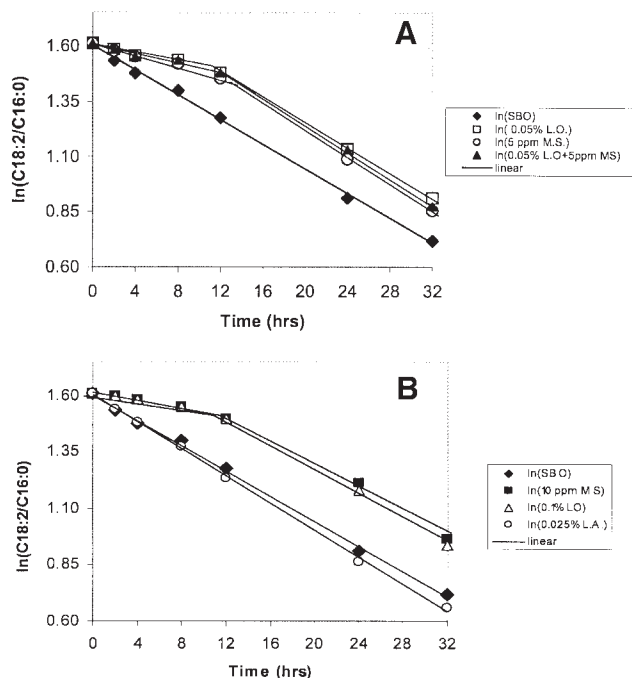 A
1.60
1.35
1.10
0.85
0.60
ln(C18:2/C16:0)
0 4 8 12 16 20 24 28 32
Time (hrs)
ln(SBO)
ln( 0.05% L.O.)
ln(5 ppm M.S.)
ln(0.05% L.O+5ppm MS)
linear
B
1.60
1.35
1.10
0.85
0.60
ln(C18:2/C16:0)
0 4 8 12 16 20 24 28 32
Time (hrs)
ln(SBO)
ln(10 ppm MS)
ln(0.1% LO)
ln(0.025% L.A.)
linear